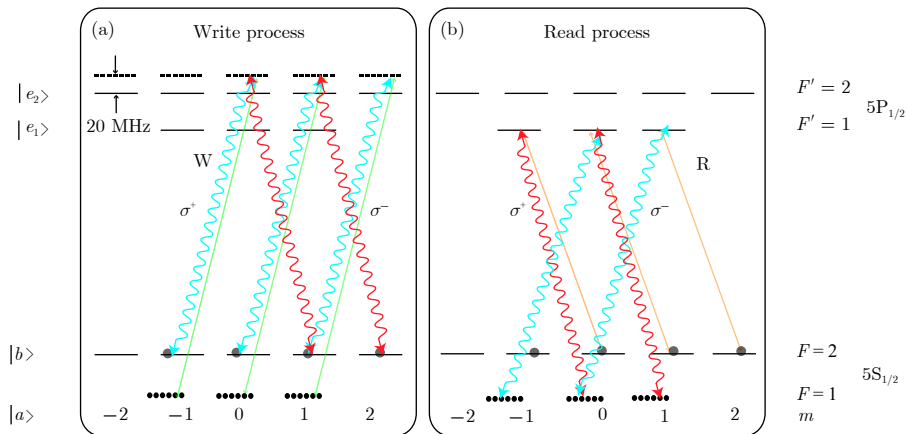 (a) Write process
(b) Read process
|e₂⟩
|e₁⟩
20 MHz
W
σ⁺
σ⁻
R
σ⁺
σ⁻
F′ = 2
F′ = 1
5P₁/₂
|b⟩
|a⟩
F = 2
F = 1
5S₁/₂
−2 −1 0 1 2
−2 −1 0 1 2
m